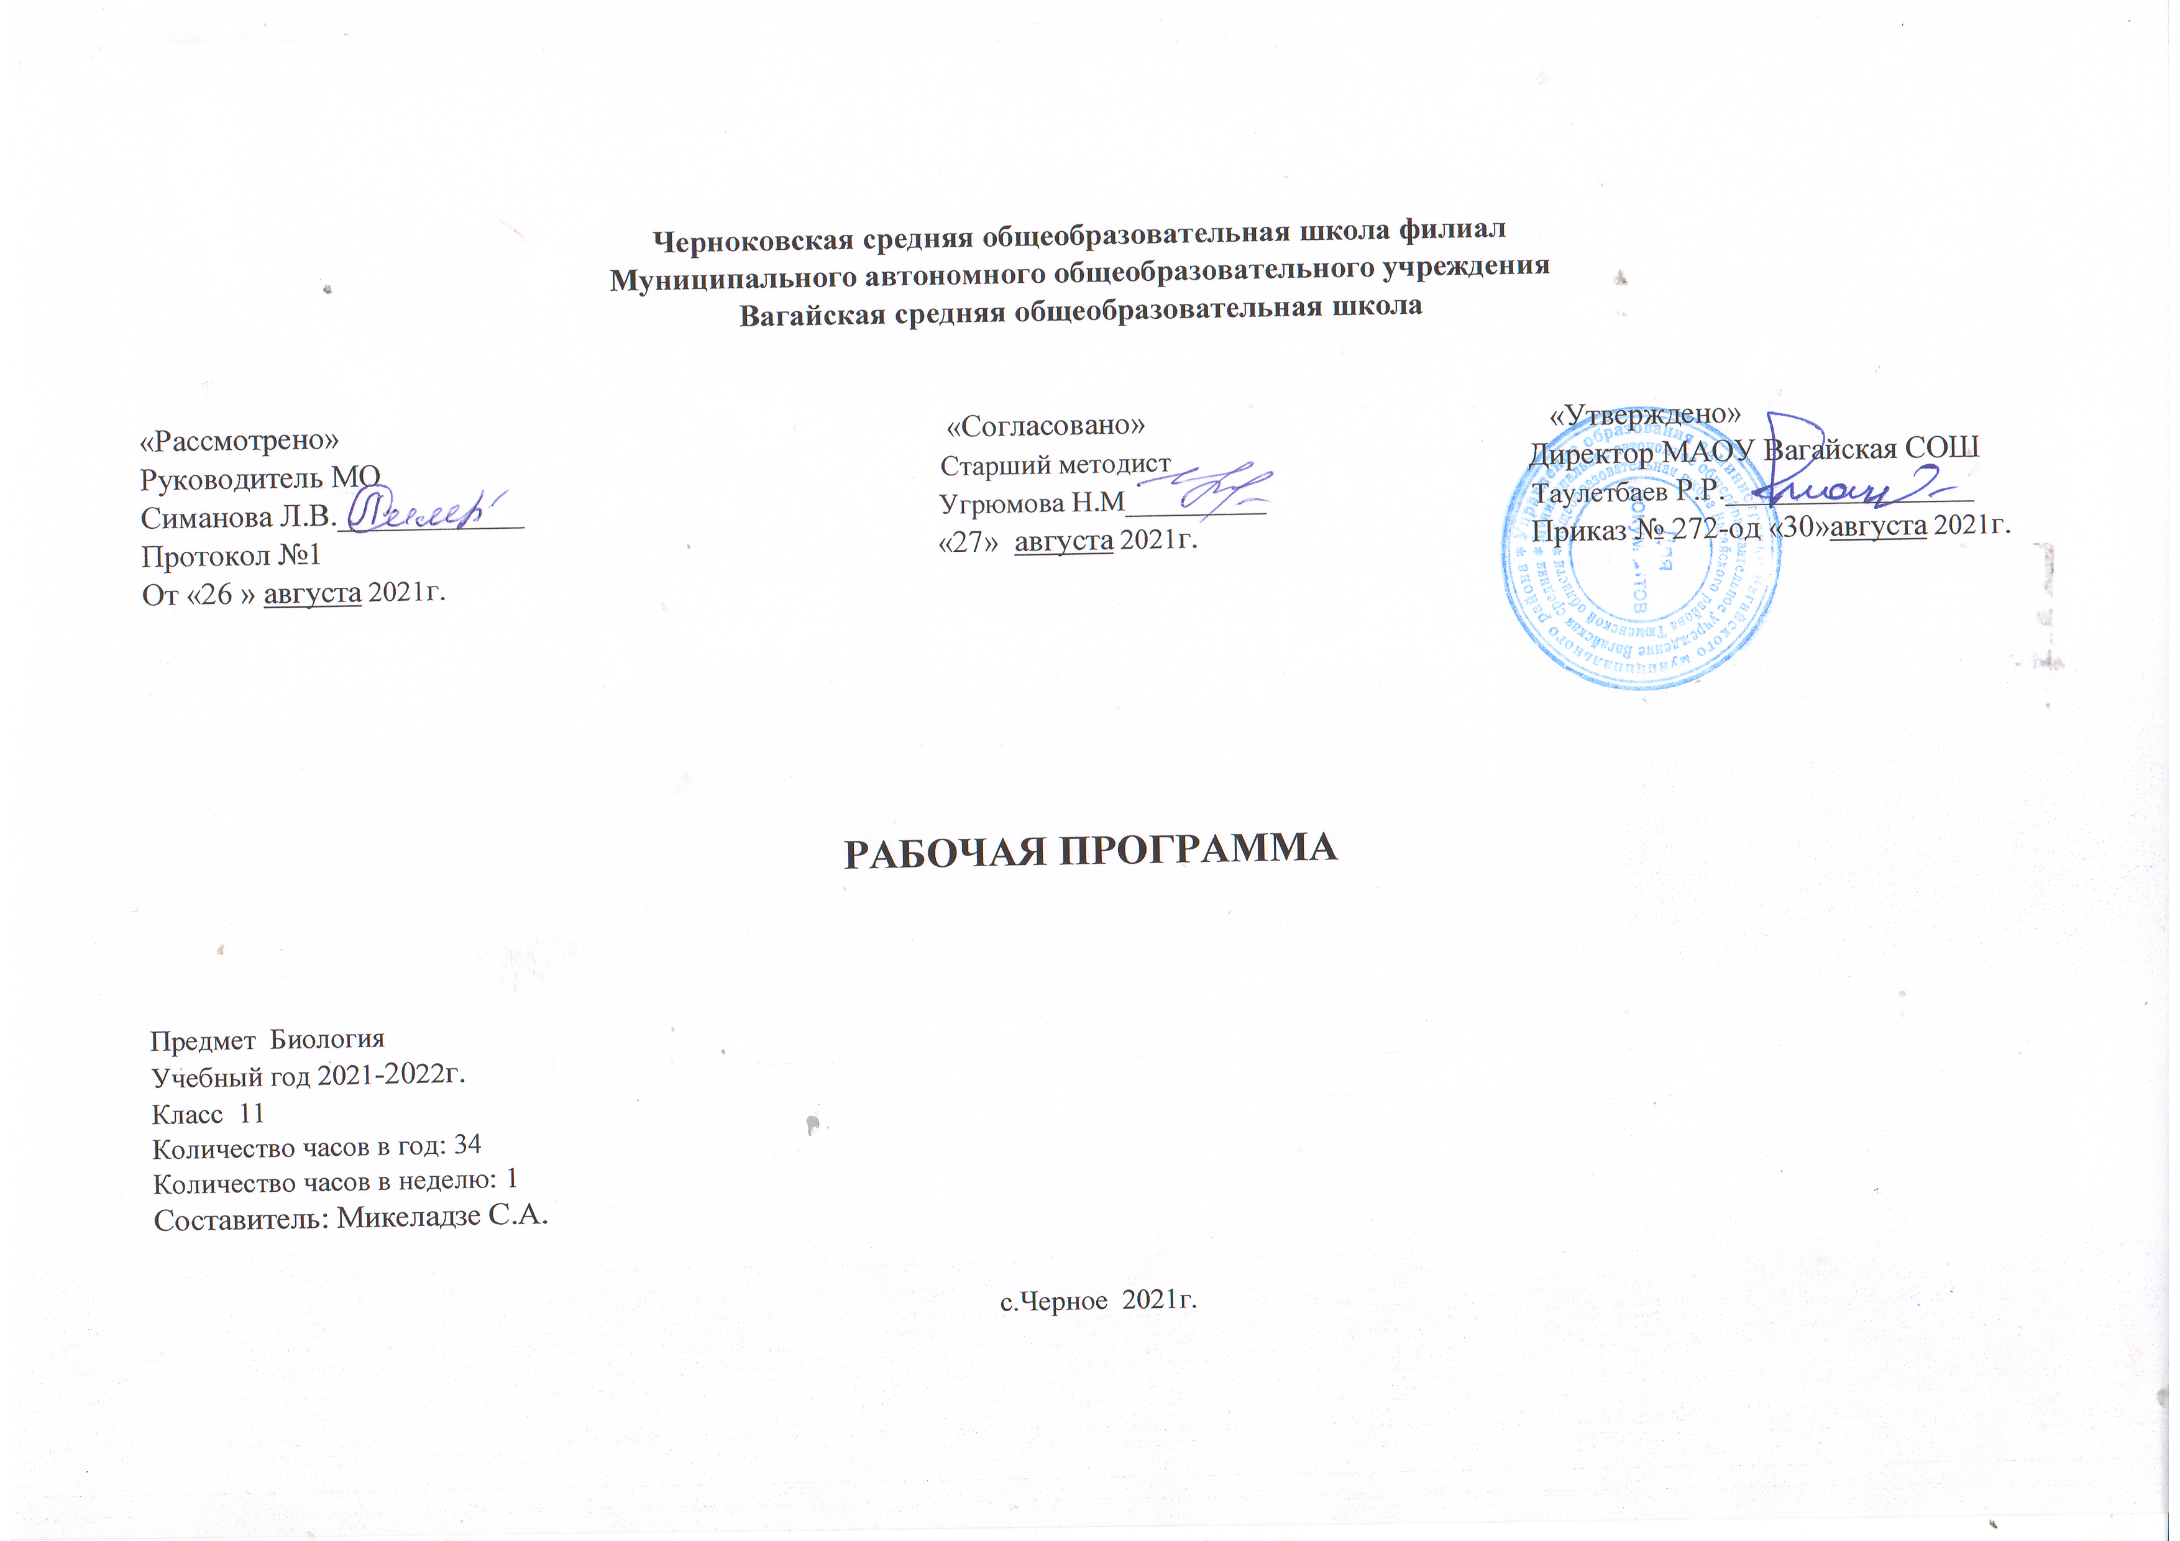 Черноковская средняя общеобразовательная школа филиал
Муниципального автономного общеобразовательного учреждения
Вагайская средняя общеобразовательная школа
«Рассмотрено»
Руководитель МО
Симанова Л.В.____________
Протокол №1
От «26 » августа 2021г.
«Согласовано»
Старший методист
Угрюмова Н.М__________
«27» августа 2021г.
«Утверждено»
Директор МАОУ Вагайская СОШ
Таулетбаев Р.Р.________________
Приказ № 272-од «30»августа 2021г.
РАБОЧАЯ ПРОГРАММА
Предмет Биология
Учебный год 2021-2022г.
Класс 11
Количество часов в год: 34
Количество часов в неделю: 1
Составитель: Микеладзе С.А.
с.Черное 2021г.